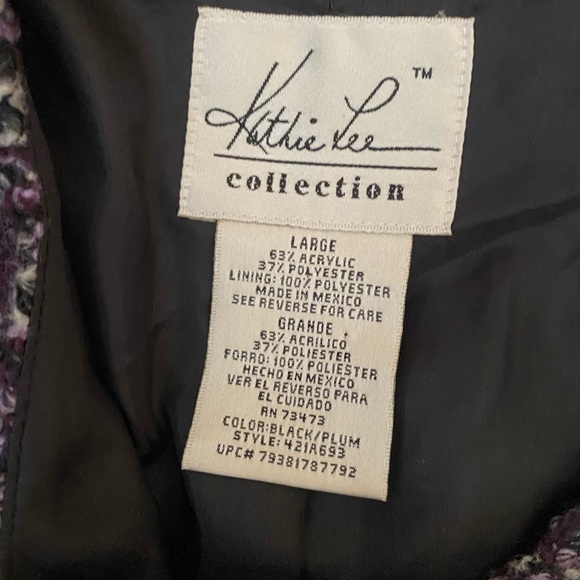 Kathie Lee ™
collection
LARGE
63% ACRYLIC
37% POLYESTER
LINING: 100% POLYESTER
MADE IN MEXICO
SEE REVERSE FOR CARE
GRANDE
63% ACRILICO
37% POLIESTER
FORRO: 100% POLIESTER
HECHO EN MEXICO
VER EL REVERSO PARA
EL CUIDADO
RN 73473
COLOR:BLACK/PLUM
STYLE: 421A693
UPC# 79381787792